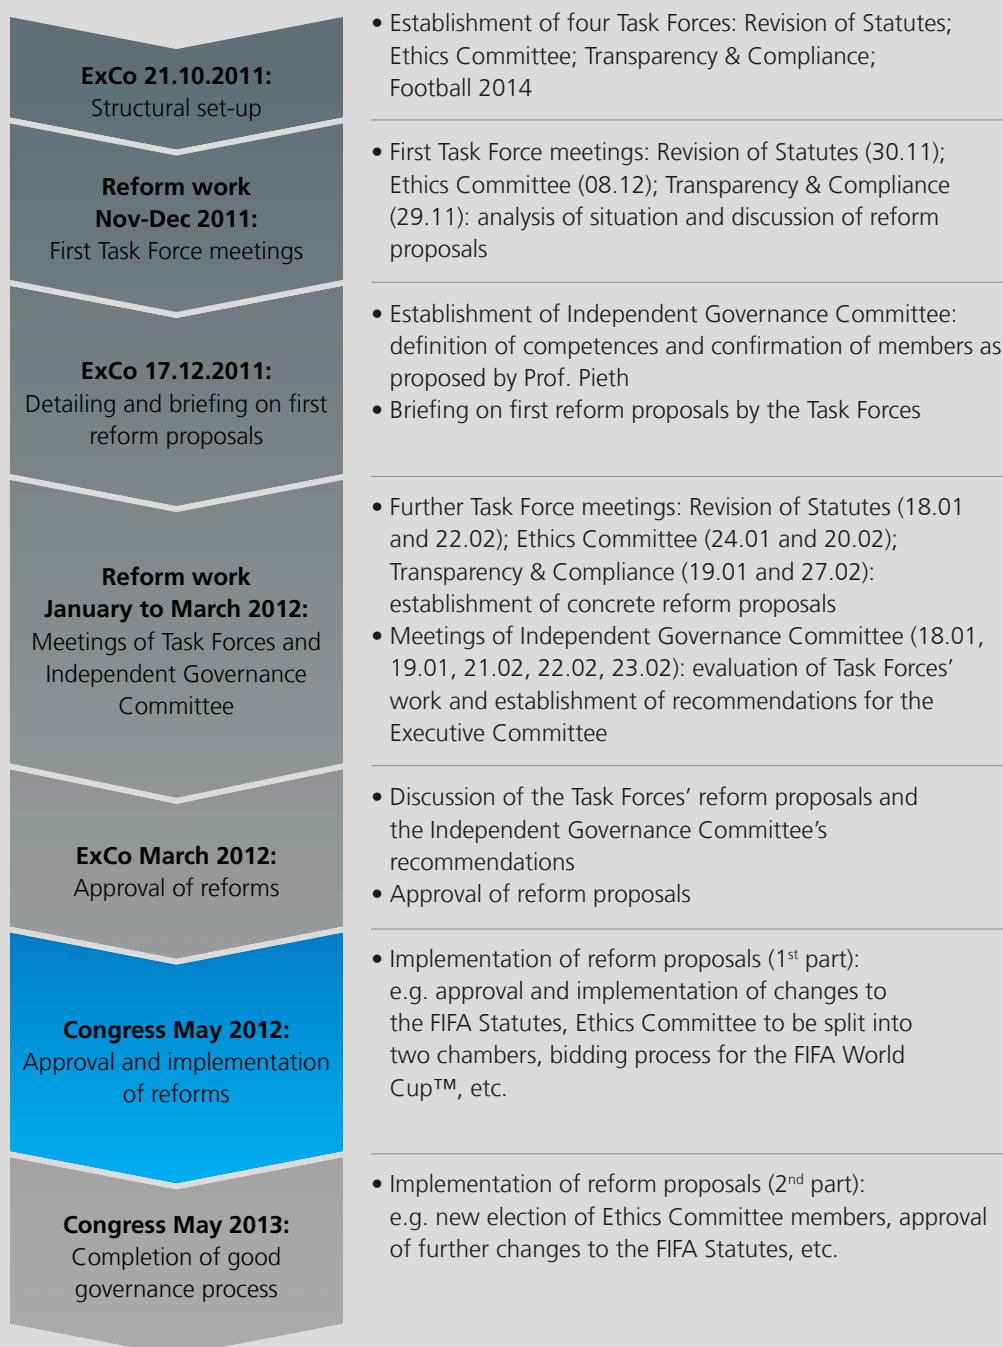 ExCo 21.10.2011:
Structural set-up
• Establishment of four Task Forces: Revision of Statutes;
Ethics Committee; Transparency & Compliance;
Football 2014
Reform work
Nov-Dec 2011:
First Task Force meetings
• First Task Force meetings: Revision of Statutes (30.11);
Ethics Committee (08.12); Transparency & Compliance
(29.11): analysis of situation and discussion of reform
proposals
ExCo 17.12.2011:
Detailing and briefing on first
reform proposals
• Establishment of Independent Governance Committee:
definition of competences and confirmation of members as
proposed by Prof. Pieth
• Briefing on first reform proposals by the Task Forces
Reform work
January to March 2012:
Meetings of Task Forces and
Independent Governance
Committee
• Further Task Force meetings: Revision of Statutes (18.01
and 22.02); Ethics Committee (24.01 and 20.02);
Transparency & Compliance (19.01 and 27.02):
establishment of concrete reform proposals
• Meetings of Independent Governance Committee (18.01,
19.01, 21.02, 22.02, 23.02): evaluation of Task Forces’
work and establishment of recommendations for the
Executive Committee
ExCo March 2012:
Approval of reforms
• Discussion of the Task Forces’ reform proposals and
the Independent Governance Committee’s
recommendations
• Approval of reform proposals
Congress May 2012:
Approval and implementation
of reforms
• Implementation of reform proposals (1st part):
e.g. approval and implementation of changes to
the FIFA Statutes, Ethics Committee to be split into
two chambers, bidding process for the FIFA World
Cup™, etc.
Congress May 2013:
Completion of good
governance process
• Implementation of reform proposals (2nd part):
e.g. new election of Ethics Committee members, approval
of further changes to the FIFA Statutes, etc.